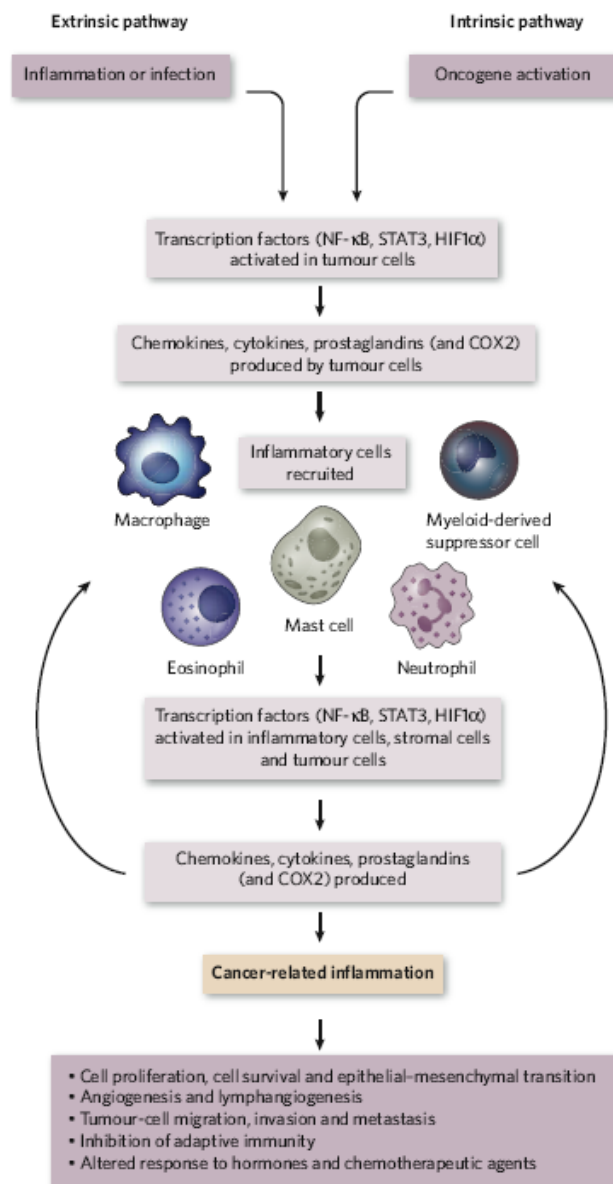 Extrinsic pathway
Intrinsic pathway
Inflammation or infection
Oncogene activation
Transcription factors (NF-κB, STAT3, HIF1α)
activated in tumour cells
Chemokines, cytokines, prostaglandins (and COX2)
produced by tumour cells
Inflammatory cells
recruited
Macrophage
Myeloid-derived
suppressor cell
Mast cell
Eosinophil
Neutrophil
Transcription factors (NF-κB, STAT3, HIF1α)
activated in inflammatory cells, stromal cells
and tumour cells
Chemokines, cytokines, prostaglandins
(and COX2) produced
Cancer-related inflammation
• Cell proliferation, cell survival and epithelial–mesenchymal transition
• Angiogenesis and lymphangiogenesis
• Tumour-cell migration, invasion and metastasis
• Inhibition of adaptive immunity
• Altered response to hormones and chemotherapeutic agents